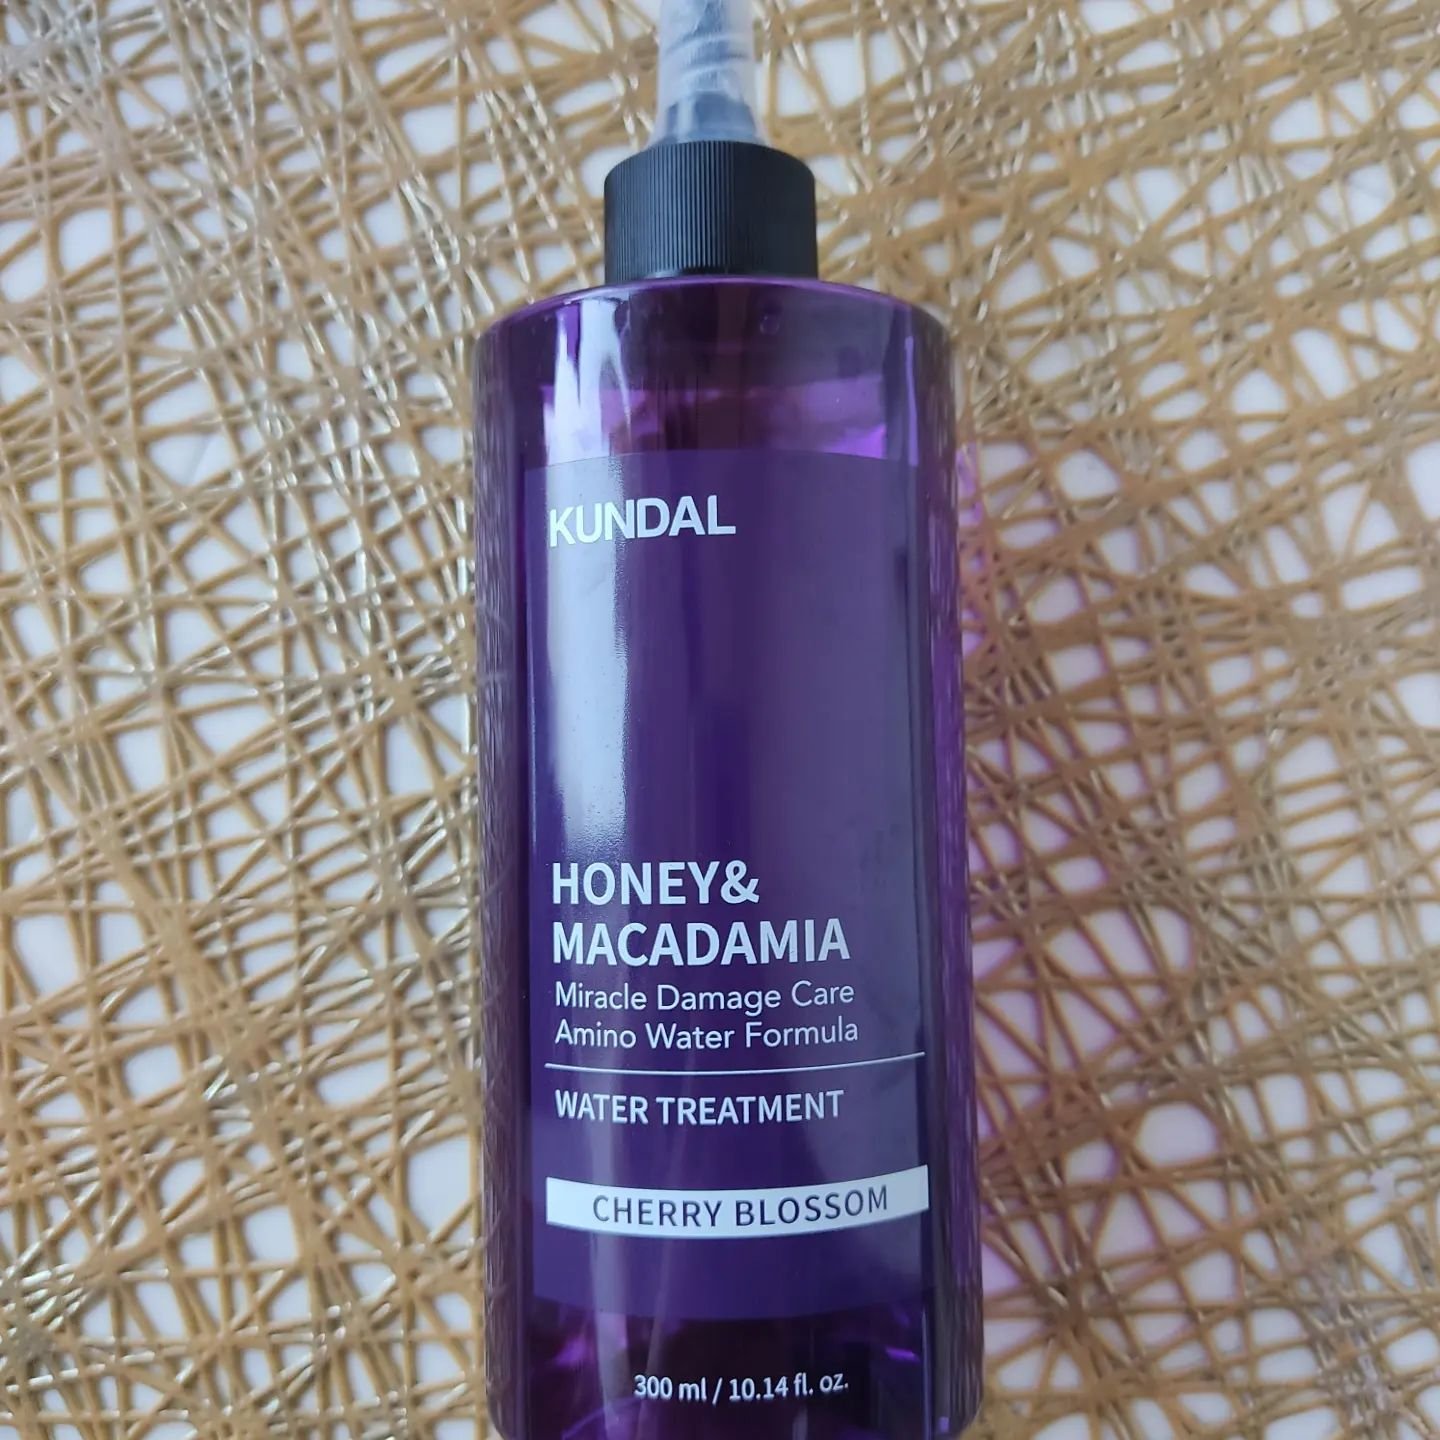 KUNDAL
HONEY&
MACADAMIA
Miracle Damage Care
Amino Water Formula
WATER TREATMENT
CHERRY BLOSSOM
300 ml / 10.14 fl. oz.